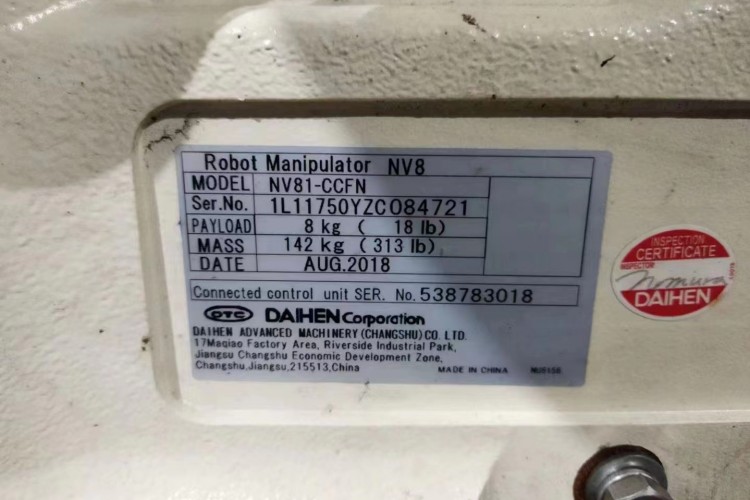 Robot Manipulator NV8
MODEL NV81-CCFN
Ser.No. 1L11750YZC084721
PAYLOAD 8 kg ( 18 lb)
MASS 142 kg ( 313 lb)
DATE AUG.2018
Connected control unit SER. No. 538783018
OTC DAIHEN Corporation
DAIHEN ADVANCED MACHINERY (CHANGSHU) CO. LTD.
17Maqiao Factory Area, Riverside Industrial Park,
Jiangsu Changshu Economic Development Zone,
Changshu,Jiangsu,215513,China MADE IN CHINA
INSPECTION
CERTIFICATE
INSPECTOR
Nomura
DAIHEN